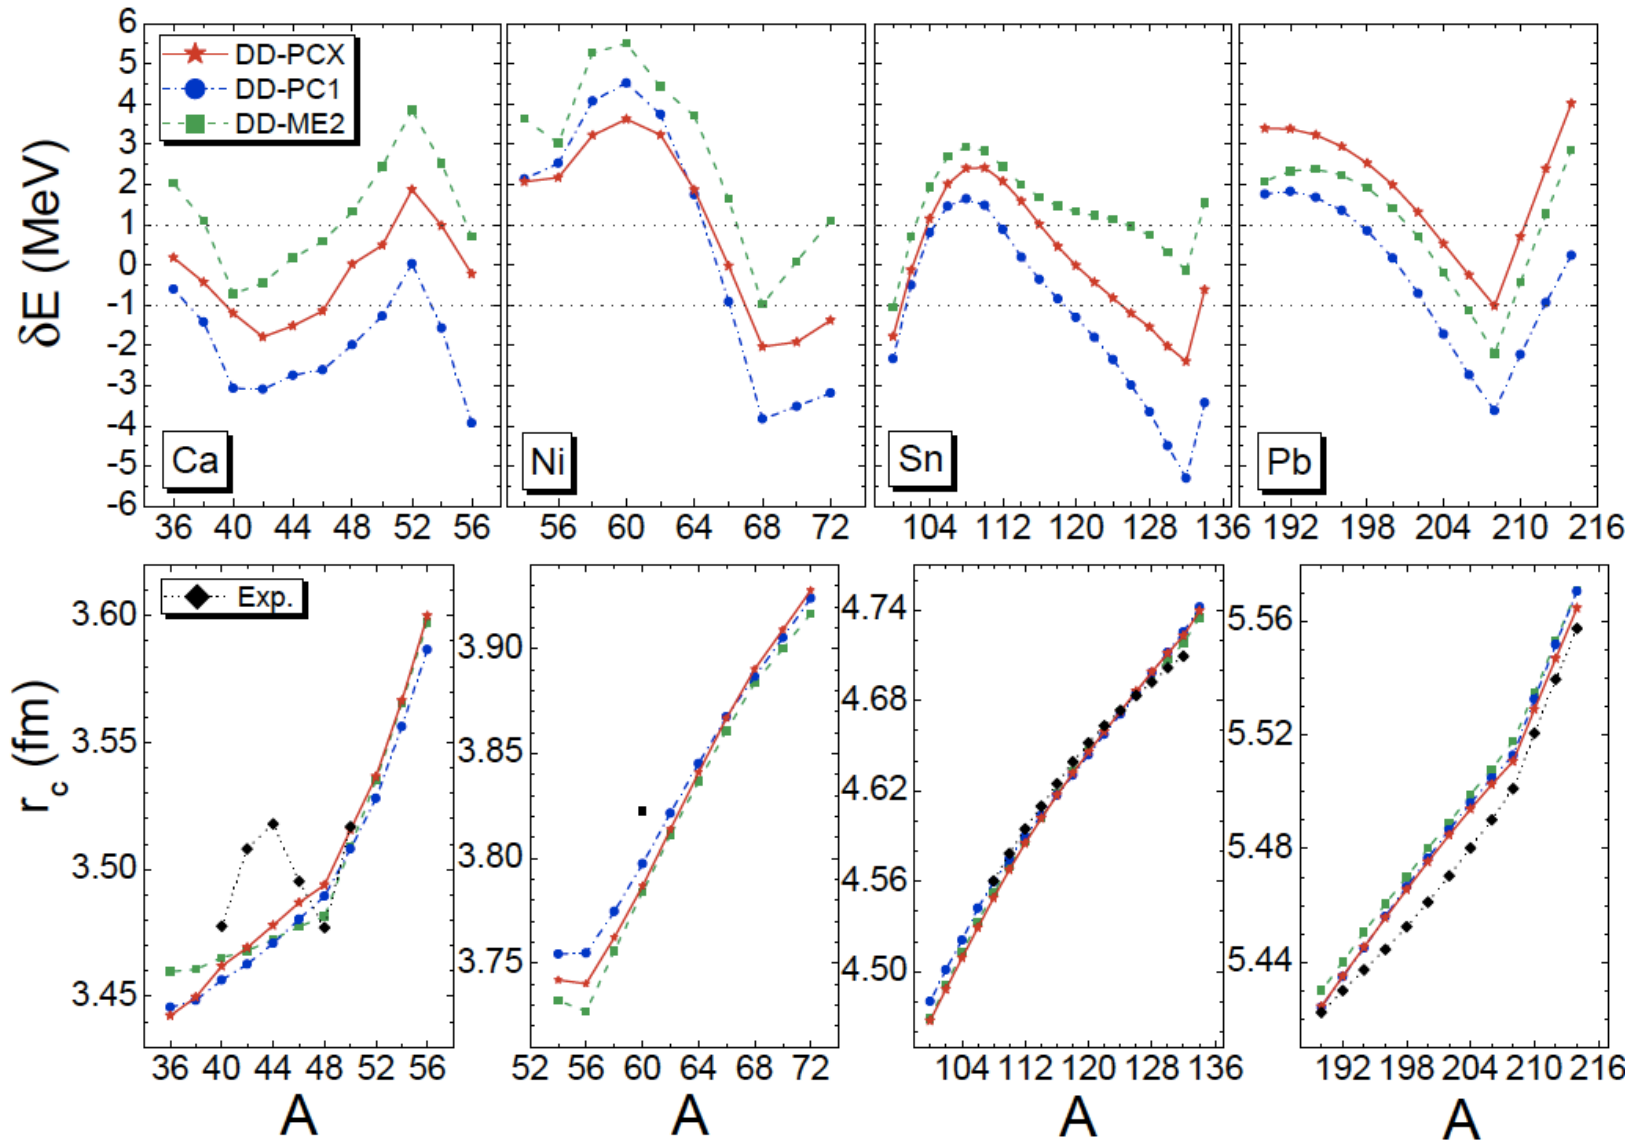 δE (MeV)
6
5
4
3
2
1
0
-1
-2
-3
-4
-5
-6
DD-PCX
DD-PC1
DD-ME2
Ca
Ni
Sn
Pb
36 40 44 48 52 56
56 60 64 68 72
104 112 120 128 136
192 198 204 210 216
r_c (fm)
Exp.
3.60
3.55
3.50
3.45
3.90
3.85
3.80
3.75
4.74
4.68
4.62
4.56
4.50
5.56
5.52
5.48
5.44
36 40 44 48 52 56
52 56 60 64 68 72
104 112 120 128 136
192 198 204 210 216
A A A A